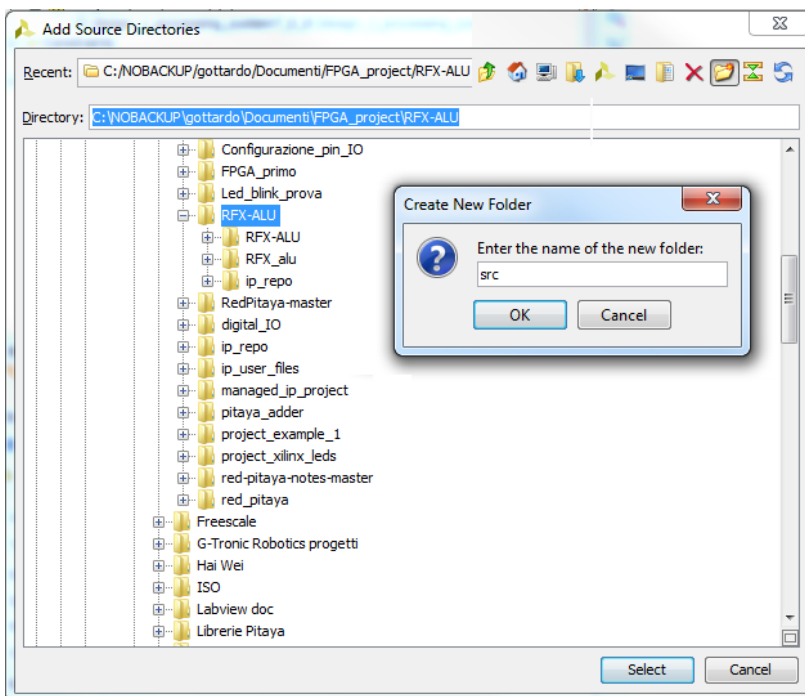 Add Source Directories
Recent: C:/NOBACKUP/gottardo/Documenti/FPGA_project/RFX-ALU
Directory: C:\NOBACKUP\gottardo\Documenti\FPGA_project\RFX-ALU
Configurazione_pin_IO
FPGA_primo
Led_blink_prova
RFX-ALU
RFX-ALU
RFX_alu
ip_repo
RedPitaya-master
digital_IO
ip_repo
ip_user_files
managed_ip_project
pitaya_adder
project_example_1
project_xilinx_leds
red-pitaya-notes-master
red_pitaya
Freescale
G-Tronic Robotics progetti
Hai Wei
ISO
Labview doc
Librerie Pitaya
Create New Folder
Enter the name of the new folder:
src
OK Cancel
Select Cancel